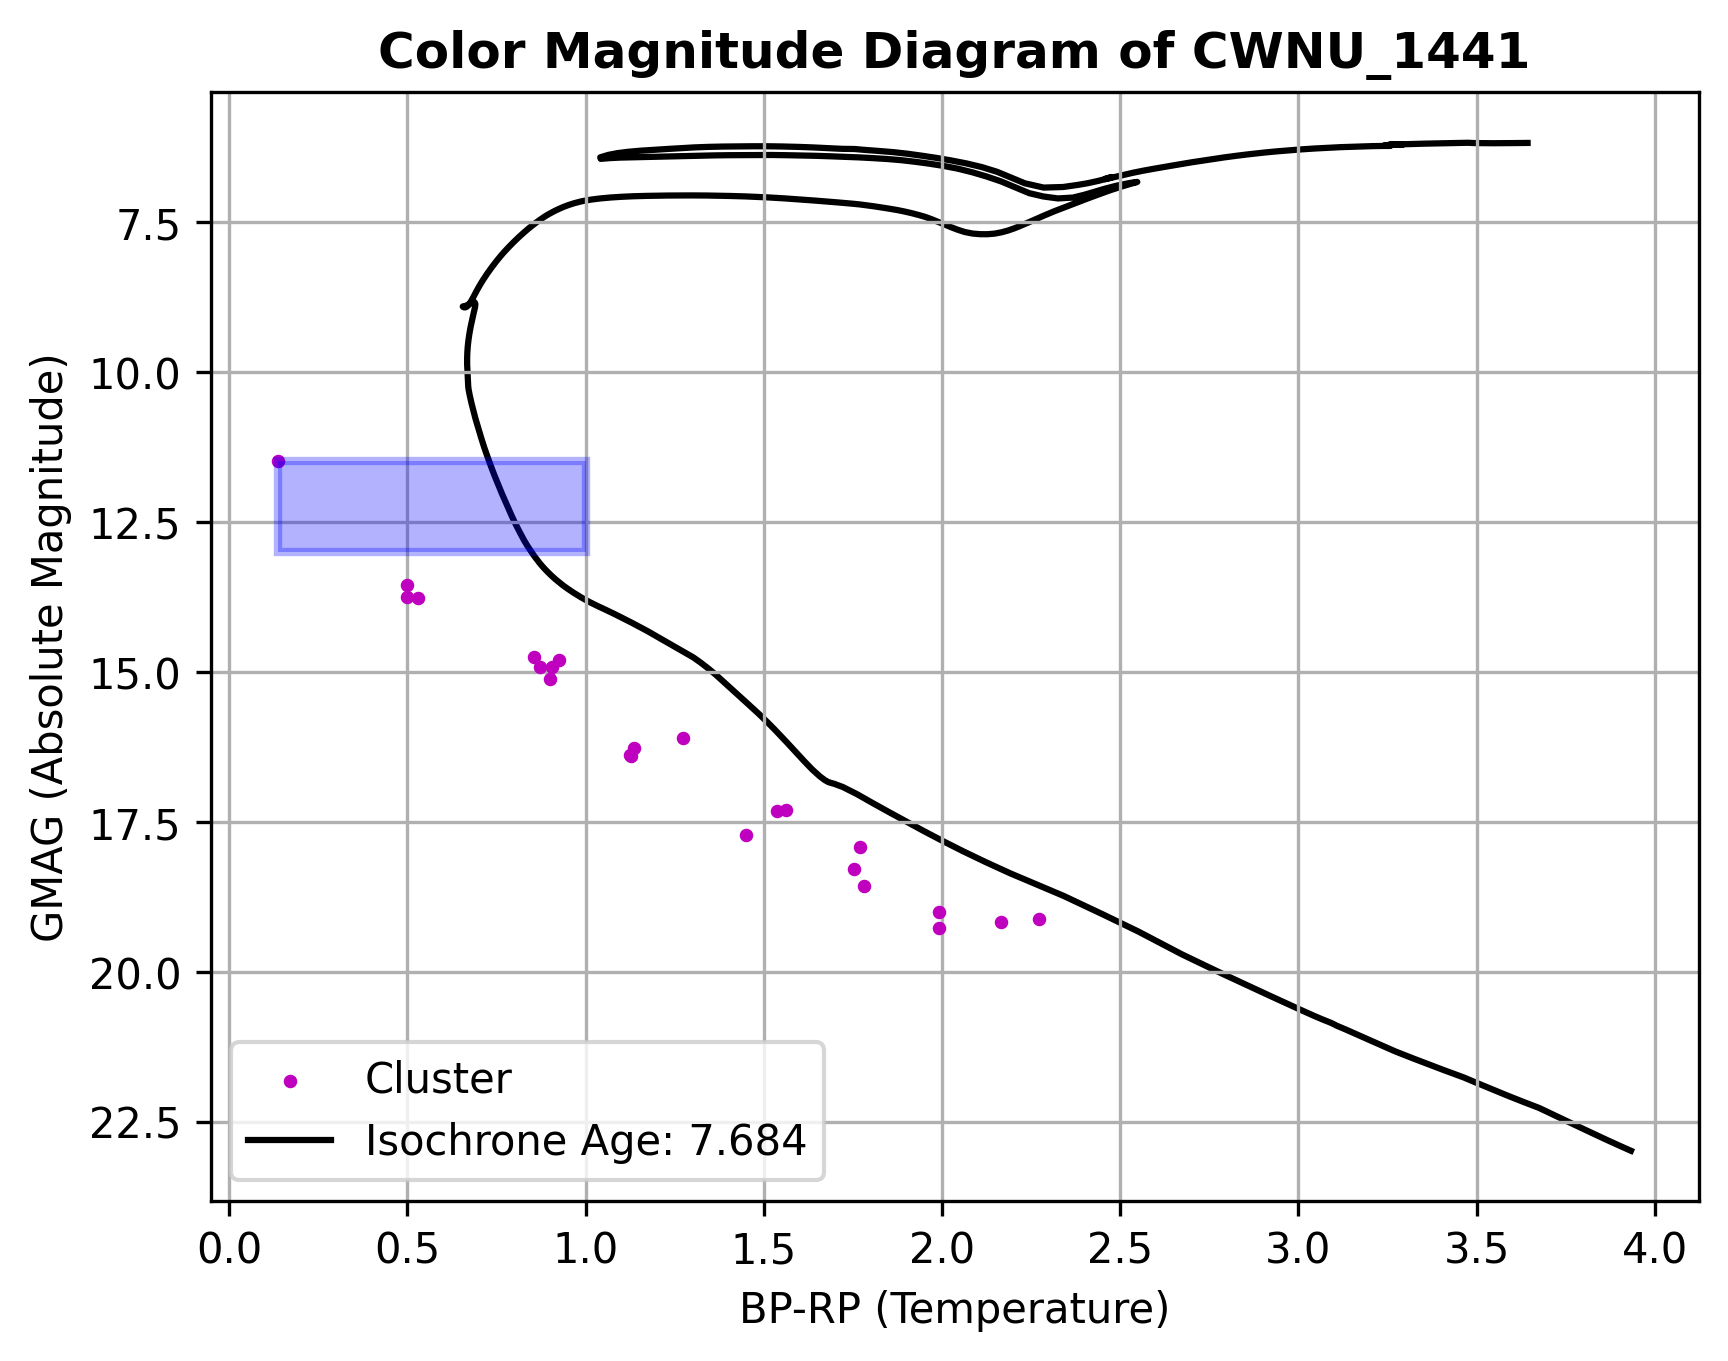 Color Magnitude Diagram of CWNU_1441
GMAG (Absolute Magnitude)
7.5
10.0
12.5
15.0
17.5
20.0
22.5
Cluster
Isochrone Age: 7.684
0.0 0.5 1.0 1.5 2.0 2.5 3.0 3.5 4.0
BP-RP (Temperature)